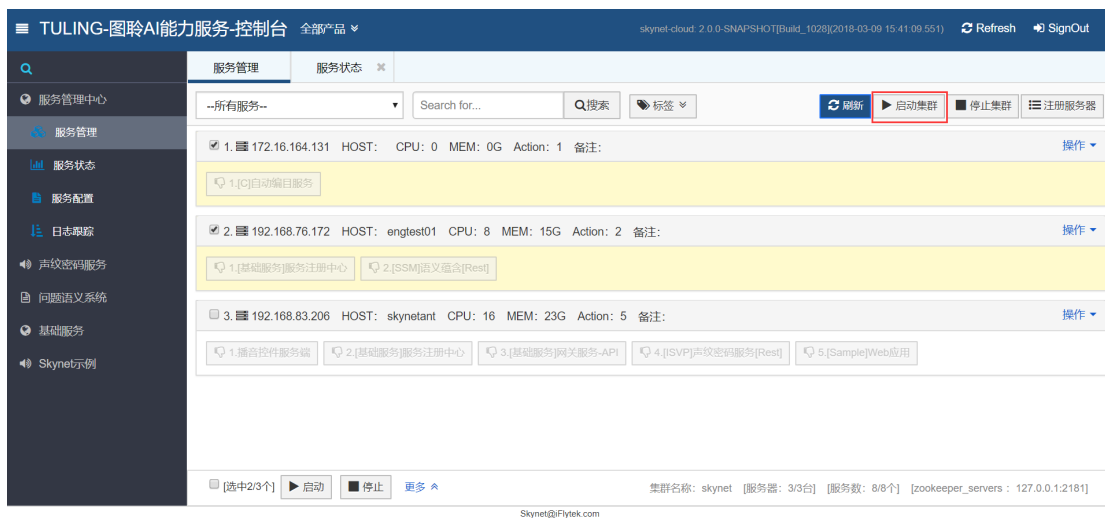 TULING-图聆AI能力服务-控制台 全部产品 skynet-cloud: 2.0.0-SNAPSHOT[Build_1028](2018-03-09 15:41:09.551) Refresh SignOut
服务管理 服务状态
服务管理中心
服务管理
服务状态
服务配置
日志跟踪
声纹密码服务
问题语义系统
基础服务
Skynet示例
--所有服务-- Search for... 搜索 标签 刷新 启动集群 停止集群 注册服务器
1. 172.16.164.131 HOST: CPU: 0 MEM: 0G Action: 1 备注: 操作
1.[C]自动编目服务
2. 192.168.76.172 HOST: engtest01 CPU: 8 MEM: 15G Action: 2 备注: 操作
1.[基础服务]服务注册中心 2.[SSM]语义蕴含[Rest]
3. 192.168.83.206 HOST: skynetant CPU: 16 MEM: 23G Action: 5 备注: 操作
1.播音控件服务端 2.[基础服务]服务注册中心 3.[基础服务]网关服务-API 4.[ISVP]声纹密码服务[Rest] 5.[Sample]Web应用
[选中2/3个] 启动 停止 更多 集群名称: skynet [服务器: 3/3台] [服务数: 8/8个] [zookeeper_servers : 127.0.0.1:2181]
Skynet@iFlytek.com